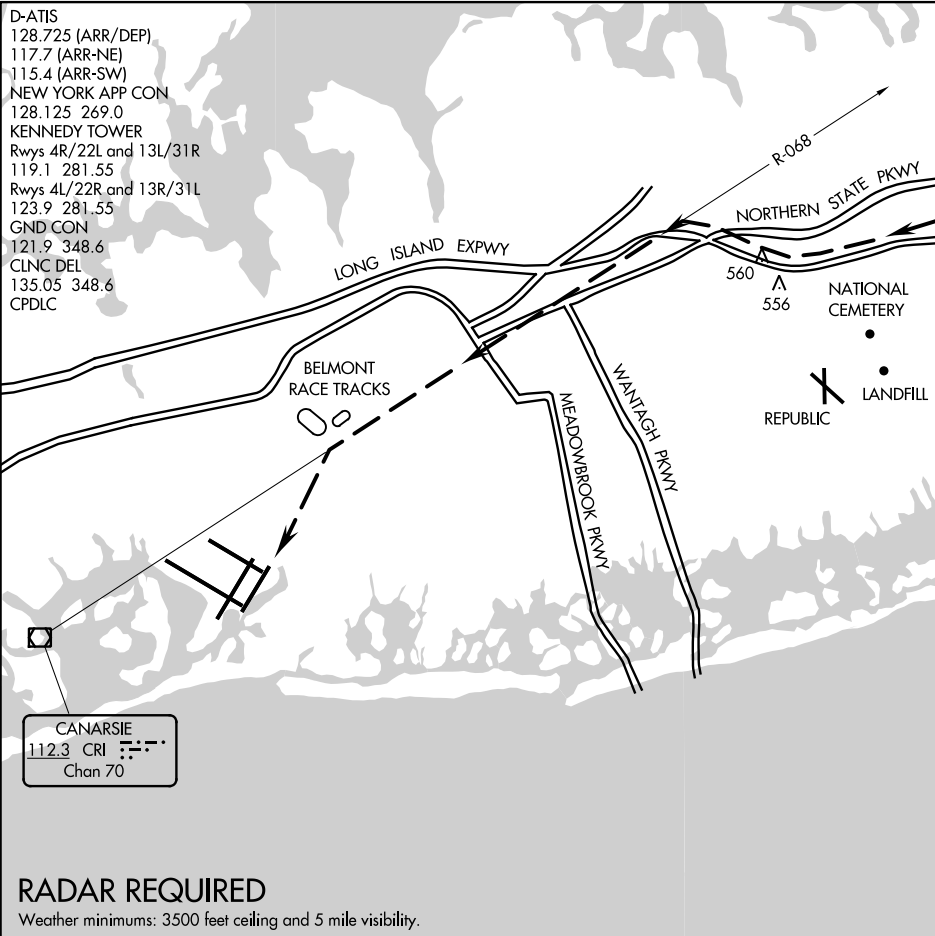 D-ATIS
128.725 (ARR/DEP)
117.7 (ARR-NE)
115.4 (ARR-SW)
NEW YORK APP CON
128.125 269.0
KENNEDY TOWER
Rwys 4R/22L and 13L/31R
119.1 281.55
Rwys 4L/22R and 13R/31L
123.9 281.55
GND CON
121.9 348.6
CLNC DEL
135.05 348.6
CPDLC
R-068
NORTHERN STATE PKWY
LONG ISLAND EXPWY
560
556
NATIONAL
CEMETERY
LANDFILL
REPUBLIC
BELMONT
RACE TRACKS
WANTAGH PKWY
MEADOWBROOK PKWY
CANARSIE
112.3 CRI
Chan 70
RADAR REQUIRED
Weather minimums: 3500 feet ceiling and 5 mile visibility.